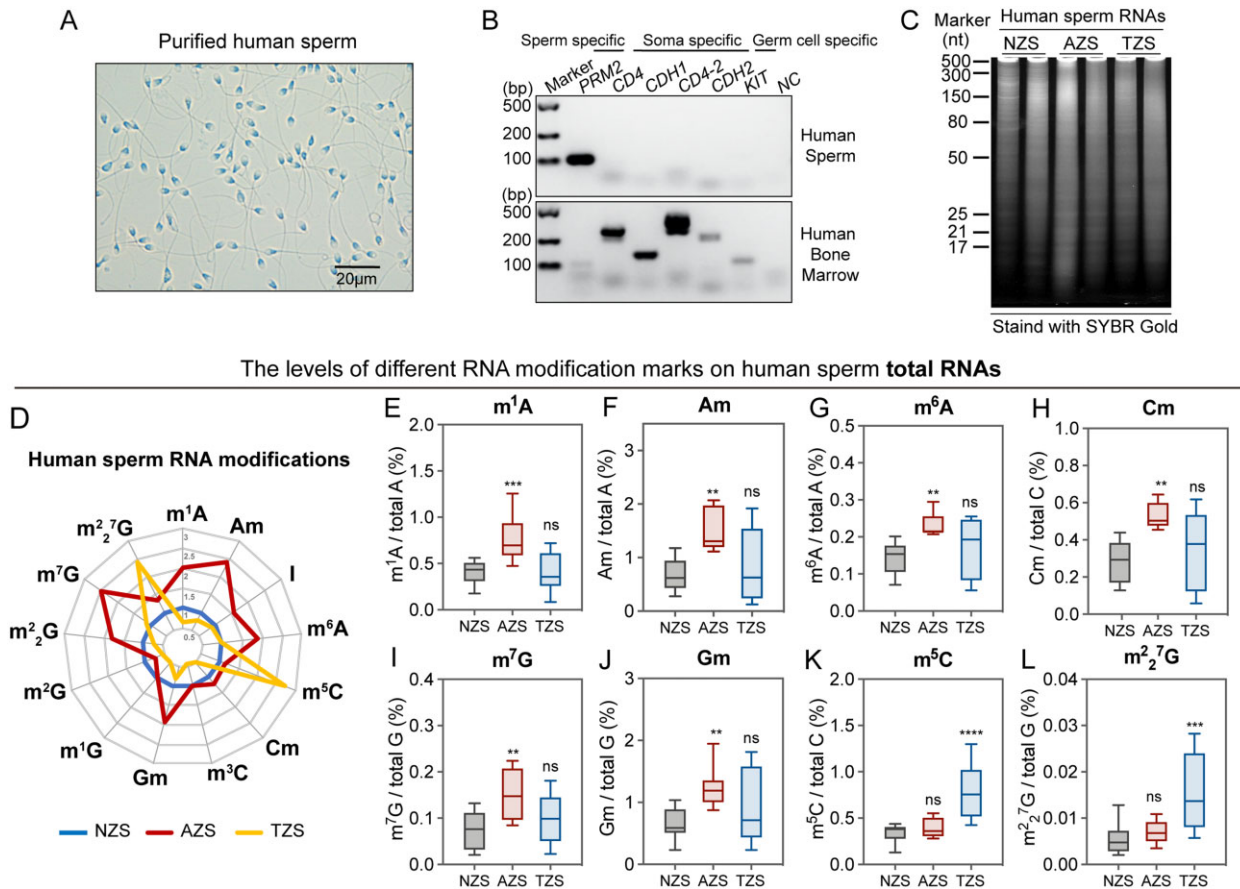 A
Purified human sperm
20μm
B
Sperm specific
Soma specific
Germ cell specific
Marker
PRM2
CD4
CDH1
CD4-2
CDH2
KIT
NC
(bp)
500
200
100
Human
Sperm
(bp)
500
200
100
Human
Bone
Marrow
C
Marker
(nt)
Human sperm RNAs
NZS AZS TZS
500
300
150
80
50
25
21
17
Staind with SYBR Gold
The levels of different RNA modification marks on human sperm total RNAs
D
Human sperm RNA modifications
m¹A
Am
I
m⁶A
m⁵C
Cm
m³C
Gm
m¹G
m²G
m²₂G
m⁷G
m²₂⁷G
3
2.5
2
1.5
1
0.5
NZS AZS TZS
E
m¹A
m¹A / total A (%)
2.0
1.5
1.0
0.5
0.0
***
ns
NZS AZS TZS
F
Am
Am / total A (%)
3
2
1
0
**
ns
NZS AZS TZS
G
m⁶A
m⁶A / total A (%)
0.5
0.4
0.3
0.2
0.1
0.0
**
ns
NZS AZS TZS
H
Cm
Cm / total C (%)
1.0
0.8
0.6
0.4
0.2
0.0
**
ns
NZS AZS TZS
I
m⁷G
m⁷G / total G (%)
0.4
0.3
0.2
0.1
0.0
**
ns
NZS AZS TZS
J
Gm
Gm / total G (%)
3
2
1
0
**
ns
NZS AZS TZS
K
m⁵C
m⁵C / total C (%)
2.0
1.5
1.0
0.5
0.0
ns
****
NZS AZS TZS
L
m²₂⁷G
m²₂⁷G / total G (%)
0.04
0.03
0.02
0.01
0.00
ns
***
NZS AZS TZS